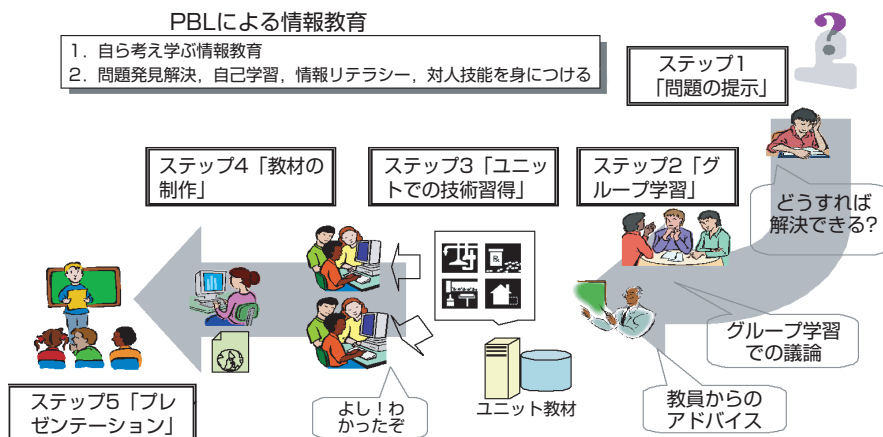 PBLによる情報教育
1．自ら考え学ぶ情報教育
2．問題発見解決，自己学習，情報リテラシー，対人技能を身につける
ステップ1
「問題の提示」
?
どうすれば
解決できる?
ステップ2「グ
ループ学習」
グループ学習
での議論
教員からの
アドバイス
ステップ3「ユニッ
トでの技術習得」
ユニット教材
よし！わ
かったぞ
ステップ4「教材の
制作」
ステップ5「プレ
ゼンテーション」